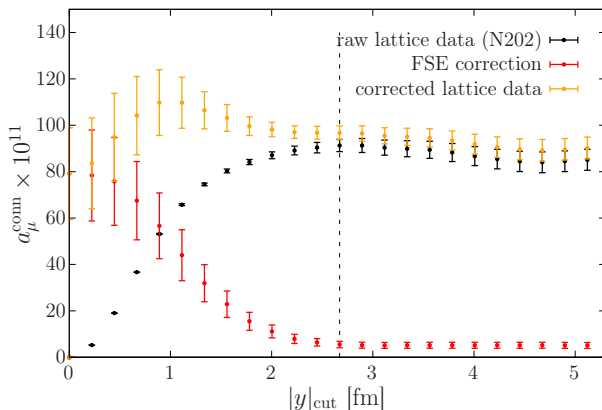 raw lattice data (N202)
FSE correction
corrected lattice data
a_μ^conn × 10^11
140
120
100
80
60
40
20
0
0 1 2 3 4 5
|y|_cut [fm]